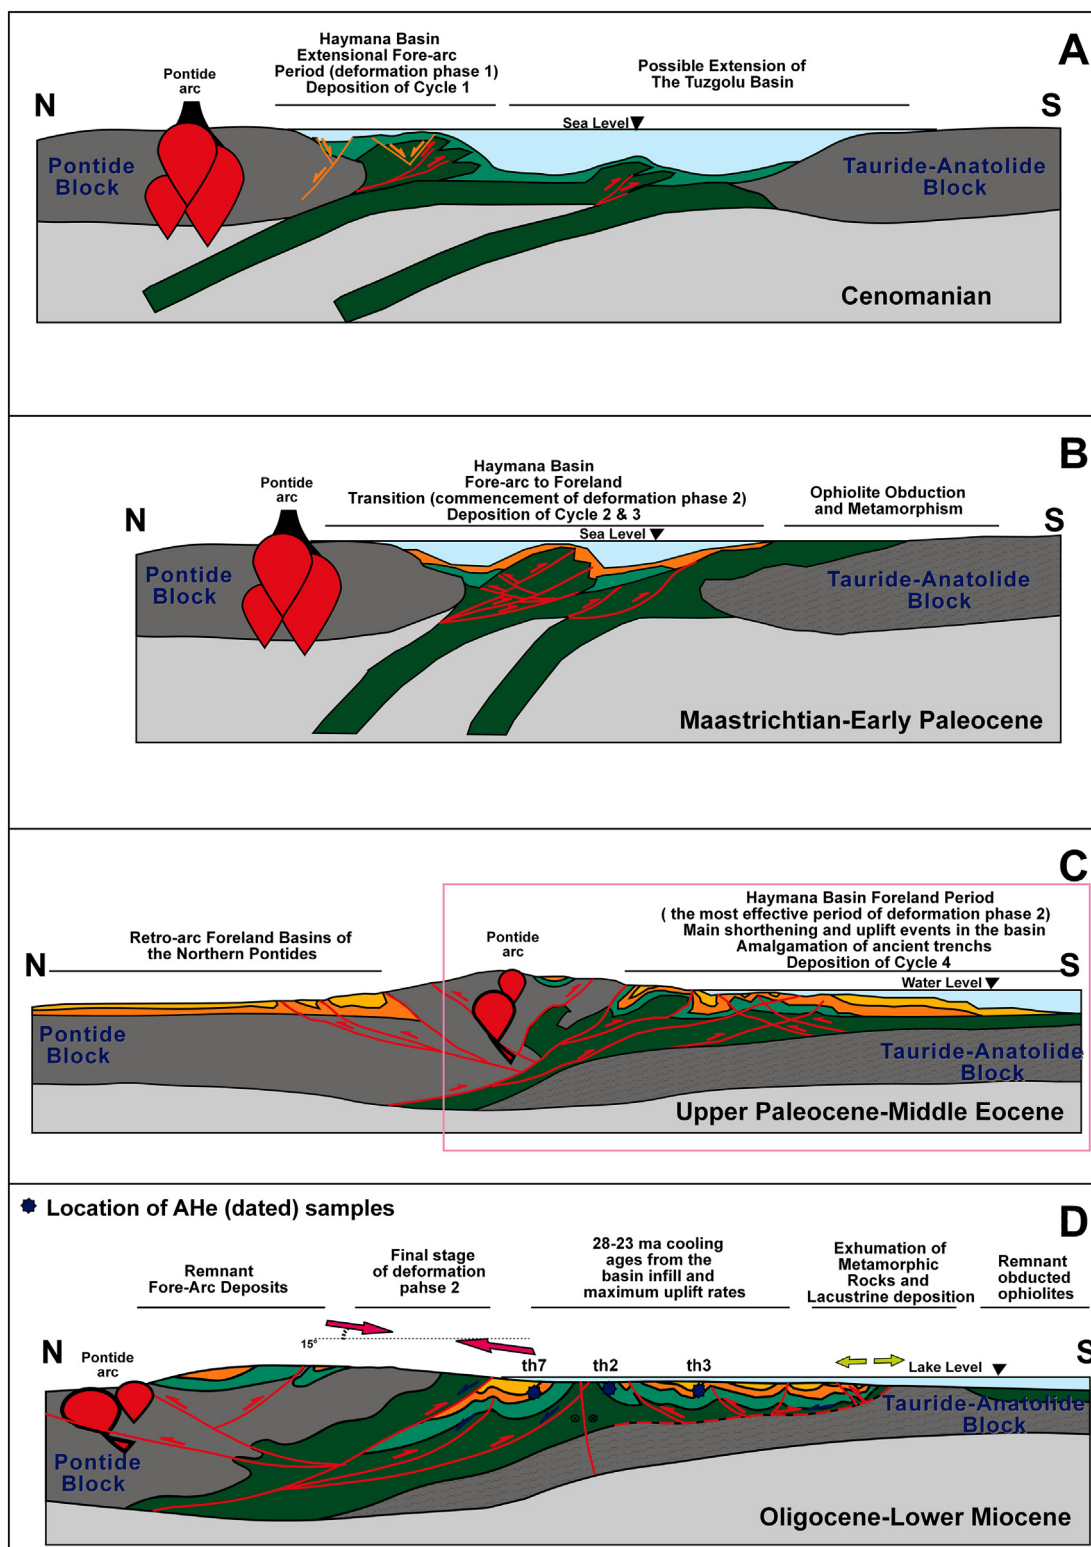 A
Haymana Basin
Extensional Fore-arc
Period (deformation phase 1)
Deposition of Cycle 1
Possible Extension of
The Tuzgolu Basin
Pontide
arc
N
S
Sea Level
Pontide
Block
Tauride-Anatolide
Block
Cenomanian
B
Haymana Basin
Fore-arc to Foreland
Transition (commencement of deformation phase 2)
Deposition of Cycle 2 & 3
Ophiolite Obduction
and Metamorphism
Pontide
arc
N
S
Sea Level
Pontide
Block
Tauride-Anatolide
Block
Maastrichtian-Early Paleocene
C
Haymana Basin Foreland Period
( the most effective period of deformation phase 2)
Main shortening and uplift events in the basin
Amalgamation of ancient trenchs
Deposition of Cycle 4
Retro-arc Foreland Basins of
the Northern Pontides
Pontide
arc
N
S
Water Level
Pontide
Block
Tauride-Anatolide
Block
Upper Paleocene-Middle Eocene
Location of AHe (dated) samples
D
Remnant
Fore-Arc Deposits
Final stage
of deformation
pahse 2
28-23 ma cooling
ages from the
basin infill and
maximum uplift rates
Exhumation of
Metamorphic
Rocks and
Lacustrine deposition
Remnant
obducted
ophiolites
15°
N
S
Pontide
arc
th7
th2
th3
Lake Level
Pontide
Block
Tauride-Anatolide
Block
Oligocene-Lower Miocene